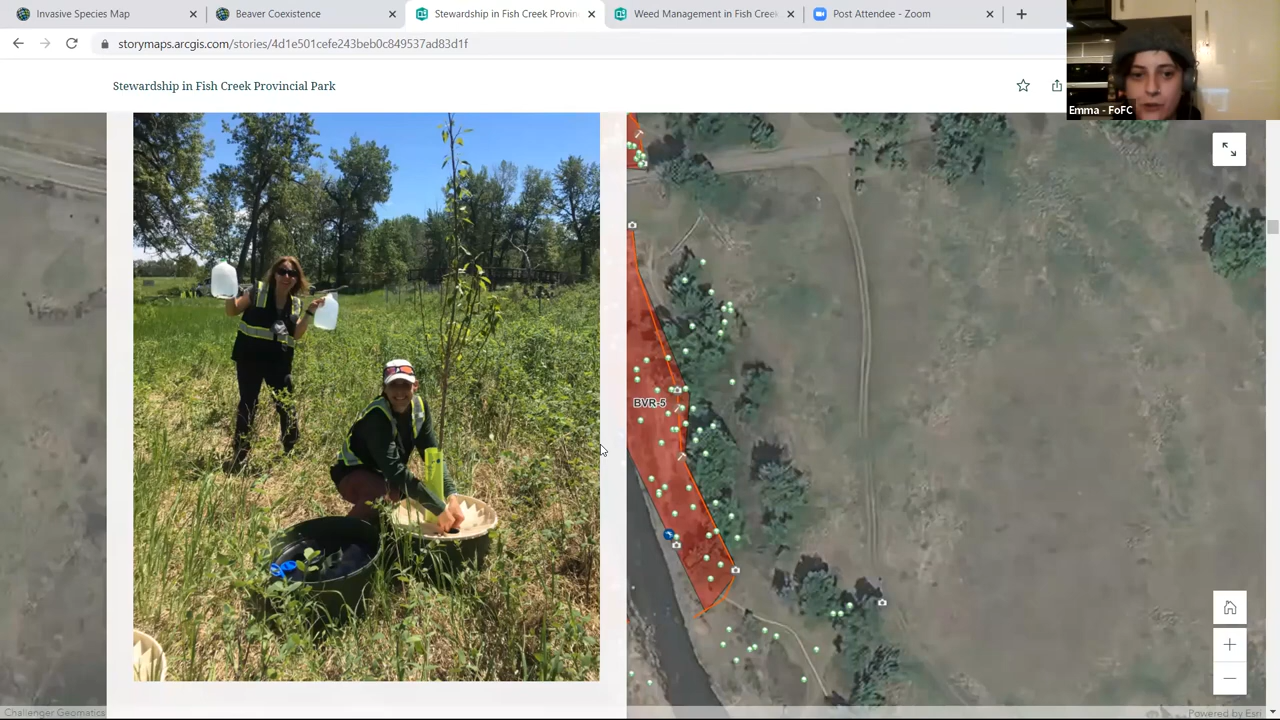 Invasive Species Map
Beaver Coexistence
Stewardship in Fish Creek Provin
Weed Management in Fish Creek
Post Attendee - Zoom
storymaps.arcgis.com/stories/4d1e501cefe243beb0c849537ad83d1f
Emma - FoFC
Stewardship in Fish Creek Provincial Park
BVR-5
Challenger Geomatics
Powered by Esri